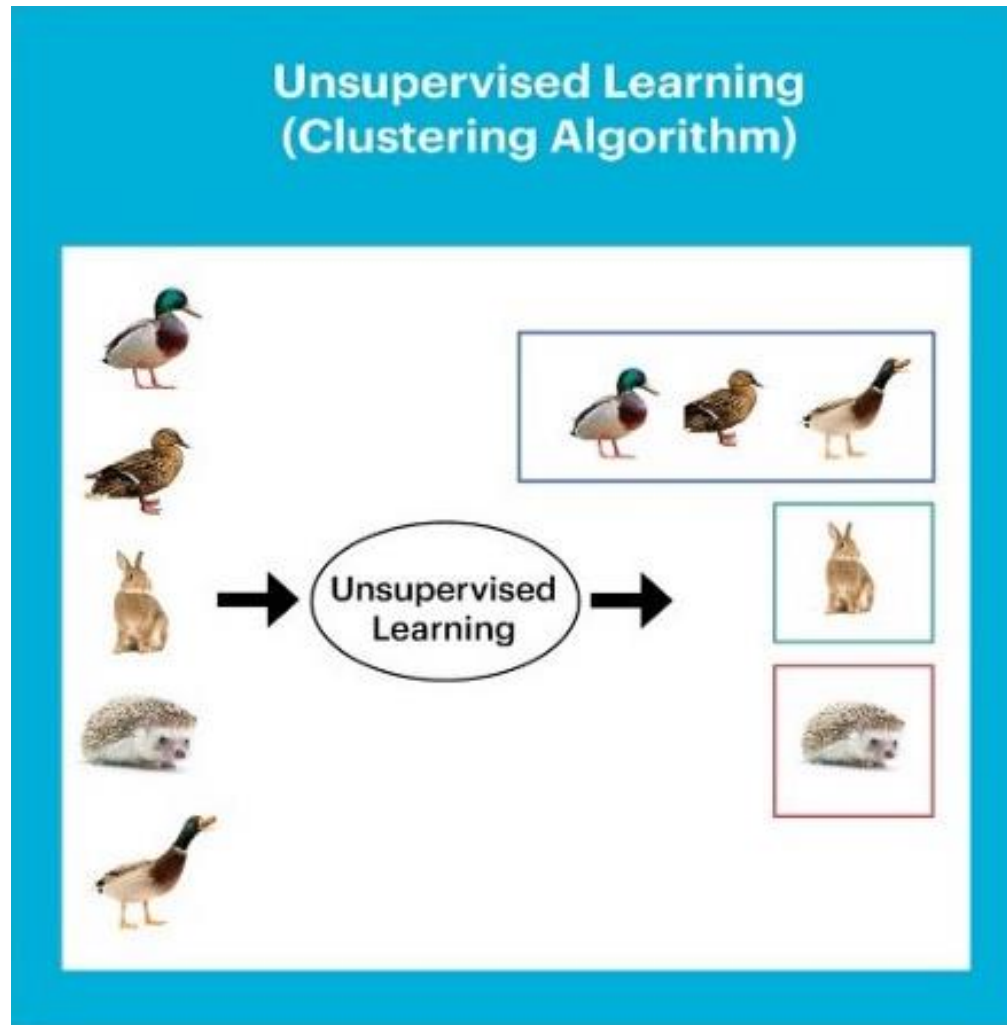 Unsupervised Learning
(Clustering Algorithm)
Unsupervised
Learning